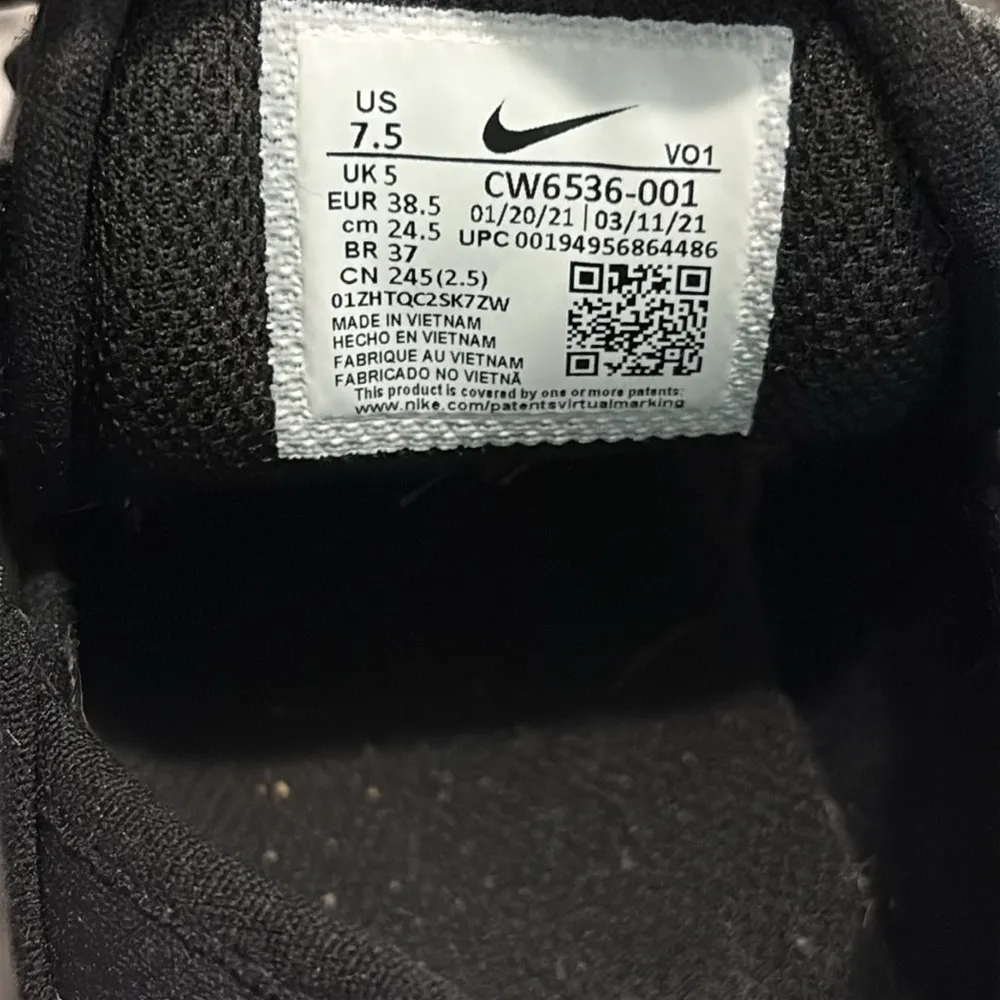 US
7.5
VO1
UK 5
CW6536-001
EUR 38.5
01/20/21 | 03/11/21
cm 24.5
UPC 00194956864486
BR 37
CN 245(2.5)
01ZHTQC2SK7ZW
MADE IN VIETNAM
HECHO EN VIETNAM
FABRIQUE AU VIETNAM
FABRICADO NO VIETNÃ
This product is covered by one or more patents:
www.nike.com/patentsvirtualmarking